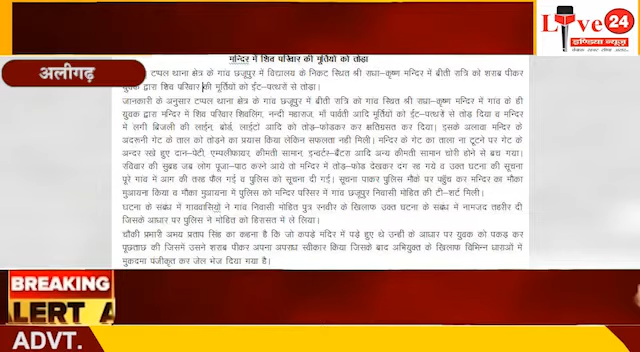 Live 24
इण्डिया न्यूज़
अलीगढ़
मन्दिर में शिव परिवार की मूर्तियों को तोड़ा
टप्पल थाना क्षेत्र के गांव छजूपुर में विद्यालय के निकट स्थित श्री राधा-कृष्ण मन्दिर में बीती रात्रि को शराब पीकर
युवक द्वारा शिव परिवार की मूर्तियों को ईंट-पत्थरों से तोड़ा।
जानकारी के अनुसार टप्पल थाना क्षेत्र के गांव छजूपुर में बीती रात्रि को गांव स्थित श्री राधा-कृष्ण मन्दिर में गांव के ही
युवक द्वारा मन्दिर में शिव परिवार शिवलिंग, नन्दी महाराज, माँ पार्वती आदि मूर्तियों को ईंट-पत्थरों से तोड़ दिया व मन्दिर
में लगी बिजली की लाईन, बोर्ड, लाईटों आदि को तोड़-फोड़कर कर क्षतिग्रस्त कर दिया। इसके अलावा मन्दिर के
अदरूनी गेट के ताल को तोड़ने का प्रयास किया लेकिन सफलता नही मिली। मन्दिर के गेट का ताला ना टूटने पर गेट के
अन्दर रखे हुए दान-पेटी, एम्पलीफायर, कीमती सामान, इन्वर्टर-बैटरा आदि अन्य कीमती सामान चोरी होने से बच गया।
रविवार की सुबह जब लोग पूजा-पाठ करने आये तो मन्दिर में तोड़-फोड़ देखकर दंग रह गये व उक्त घटना की सूचना
पूरे गांव में आग की तरह फैल गई व पुलिस को सूचना दी गई। सूचना पाकर पुलिस मौके पर पहुँच कर मन्दिर का मौका
मुआयना किया व मौका मुआयना में पुलिस को मन्दिर परिसर में गांव छजूपुर निवासी मोहित की टी-शर्ट मिली।
घटना के सबंध में गांववासियों ने गांव निवासी मोहित पुत्र रनवीर के खिलाफ उक्त घटना के सबंध में नामजद तहरीर दी
जिसके आधार पर पुलिस ने मोहित को हिरासत में ले लिया।
चौकी प्रभारी अभय प्रताप सिंह का कहना है कि जो कपड़े मंदिर में पड़े हुए थे उन्ही के आधार पर युवक को पकड़ कर
पूछताछ की जिसमें उसने शराब पीकर अपना अपराध स्वीकार किया जिसके बाद अभियुक्त के खिलाफ विभिन्न धाराओं में
मुकदमा पंजीकृत कर जेल भेज दिया गया है।
BREAKING
LERT A
ADVT.